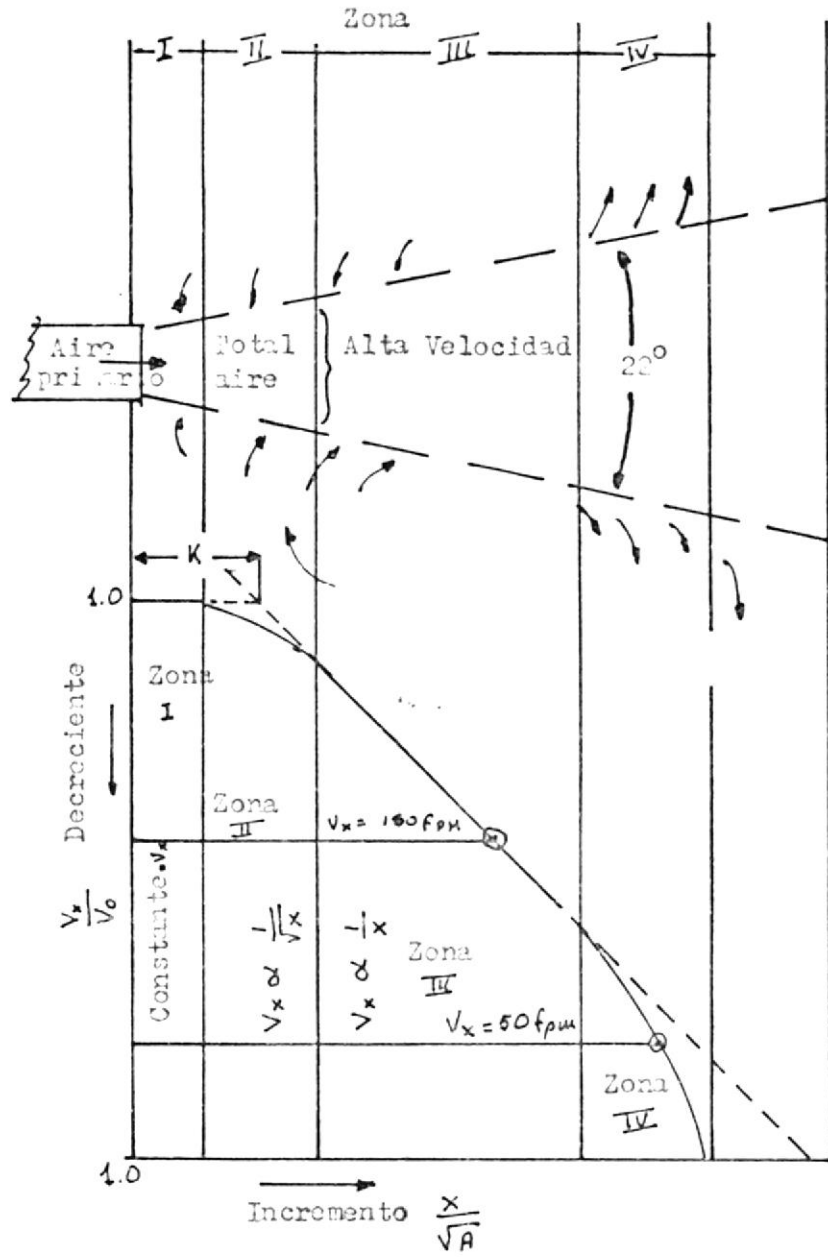 Zona
I II III IV
Aire
Total
Alta Velocidad
aire
22°
K
1.0
Zona
I
Decreciente
Zona
II
Vx = 150 fpm
Vx/Vo
Constante.Vx
Vx α 1/√x
Vx α 1/x
Zona
III
Vx = 50 fpm
Zona
IV
1.0
Incremento X/√A